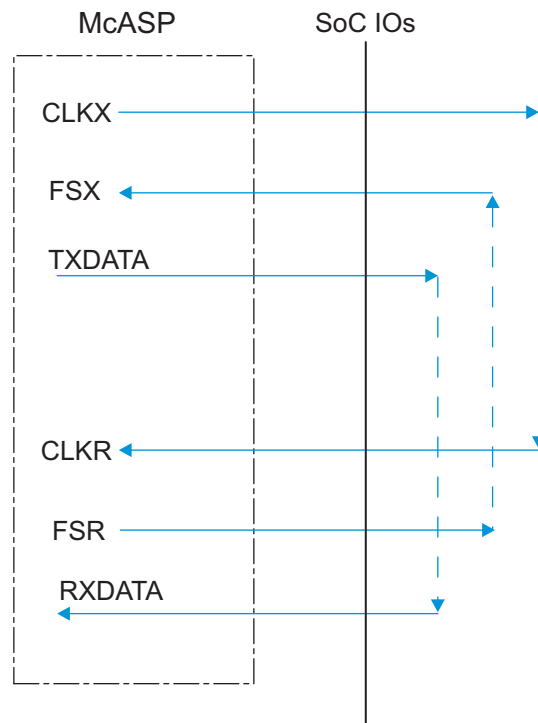 McASP
SoC IOs
CLKX
FSX
TXDATA
CLKR
FSR
RXDATA